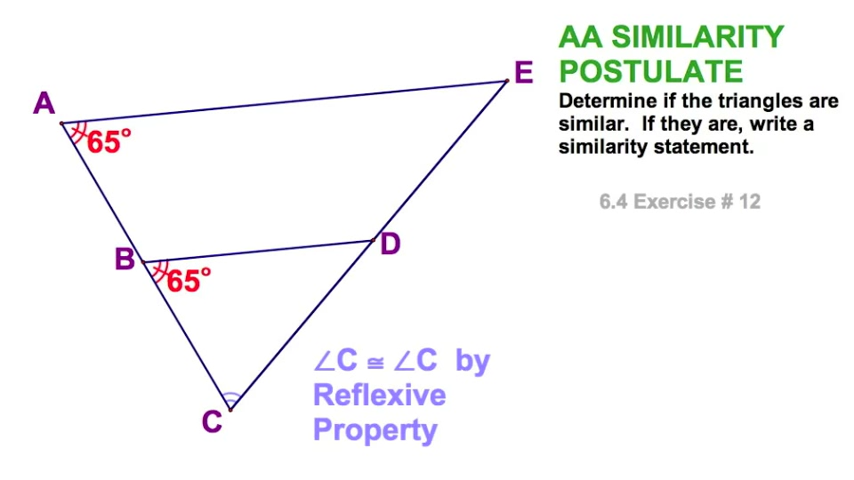 AA SIMILARITY
POSTULATE
Determine if the triangles are
similar. If they are, write a
similarity statement.
6.4 Exercise # 12
E
A
65°
B
D
65°
∠C ≅ ∠C by
Reflexive
Property
C